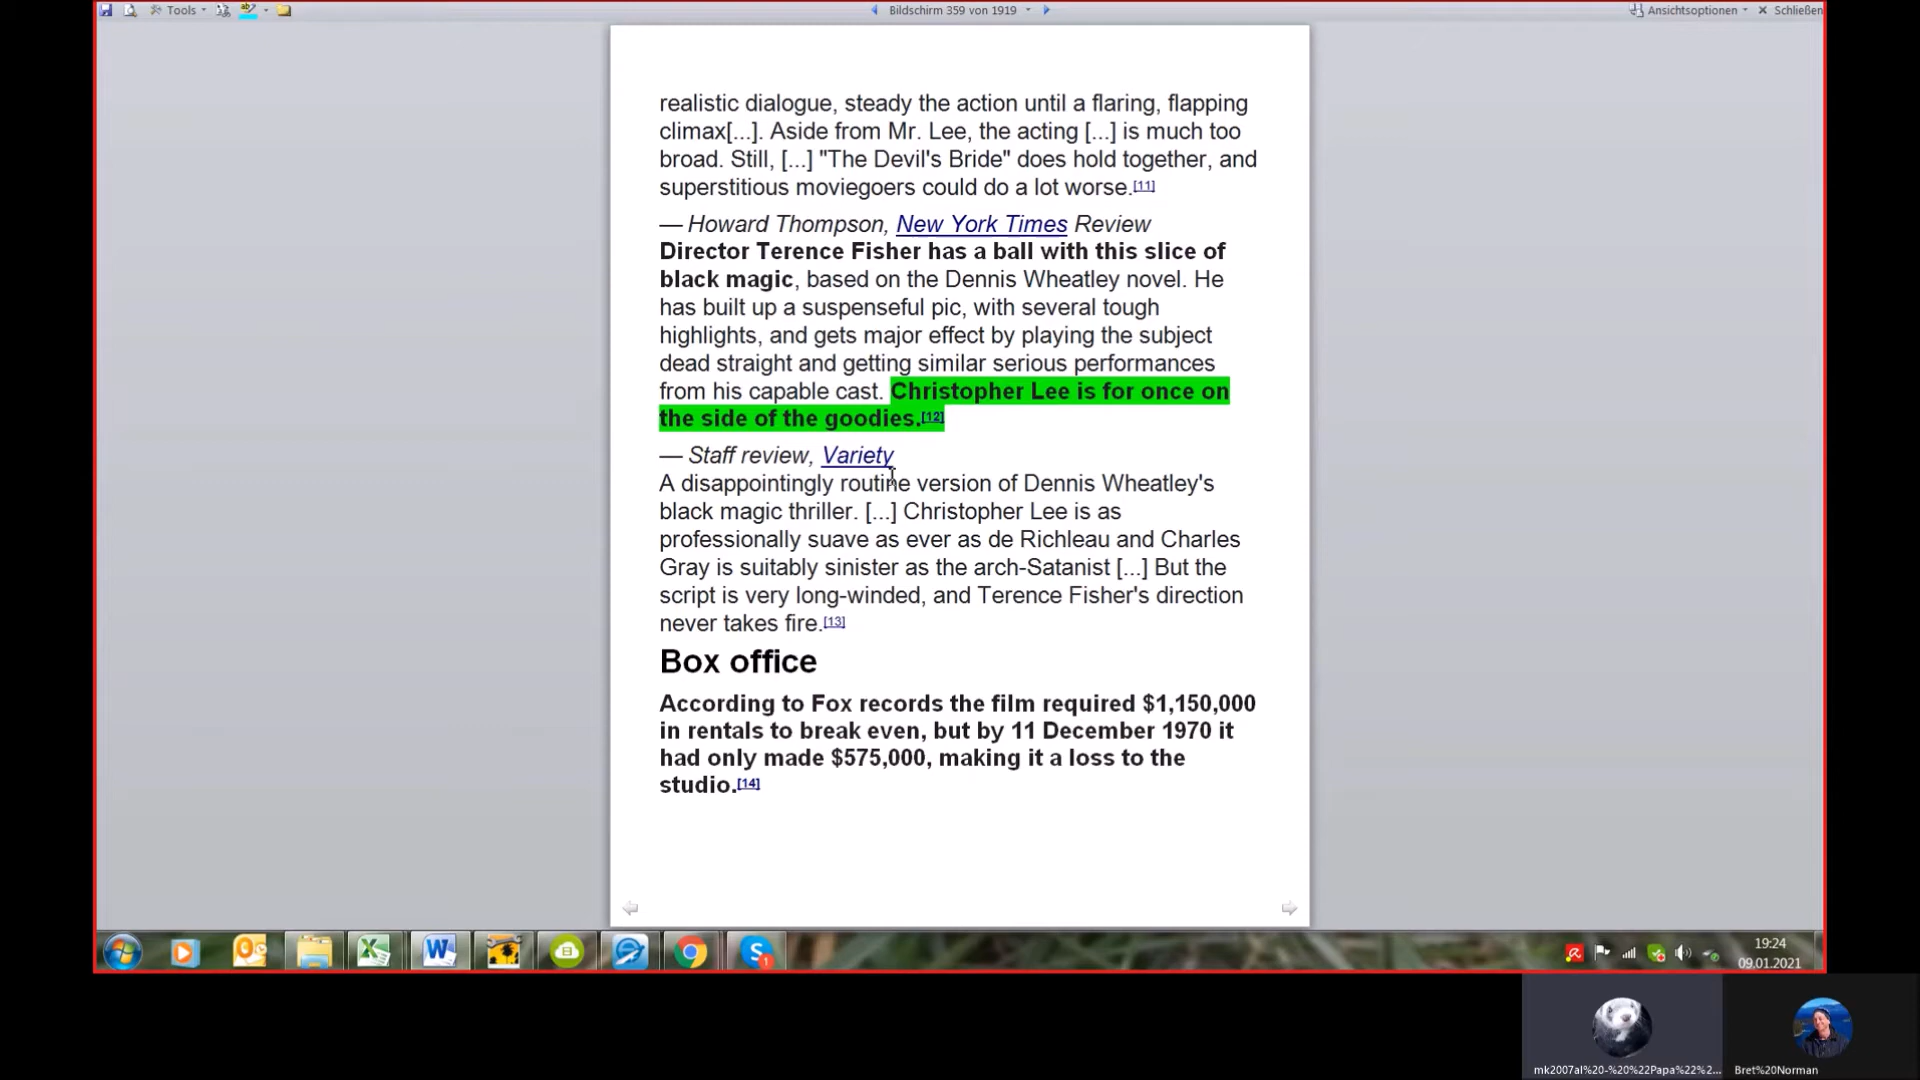 Tools
Bildschirm 359 von 1919
Ansichtsoptionen
Schließen
realistic dialogue, steady the action until a flaring, flapping
climax[...]. Aside from Mr. Lee, the acting [...] is much too
broad. Still, [...] "The Devil's Bride" does hold together, and
superstitious moviegoers could do a lot worse.[11]
— Howard Thompson, New York Times Review
Director Terence Fisher has a ball with this slice of
black magic, based on the Dennis Wheatley novel. He
has built up a suspenseful pic, with several tough
highlights, and gets major effect by playing the subject
dead straight and getting similar serious performances
from his capable cast. Christopher Lee is for once on
the side of the goodies.[12]
— Staff review, Variety
A disappointingly routine version of Dennis Wheatley's
black magic thriller. [...] Christopher Lee is as
professionally suave as ever as de Richleau and Charles
Gray is suitably sinister as the arch-Satanist [...] But the
script is very long-winded, and Terence Fisher's direction
never takes fire.[13]
Box office
According to Fox records the film required $1,150,000
in rentals to break even, but by 11 December 1970 it
had only made $575,000, making it a loss to the
studio.[14]
19:24
09.01.2021
mk2007al%20-%20%22Papa%22%2...
Bret%20Norman